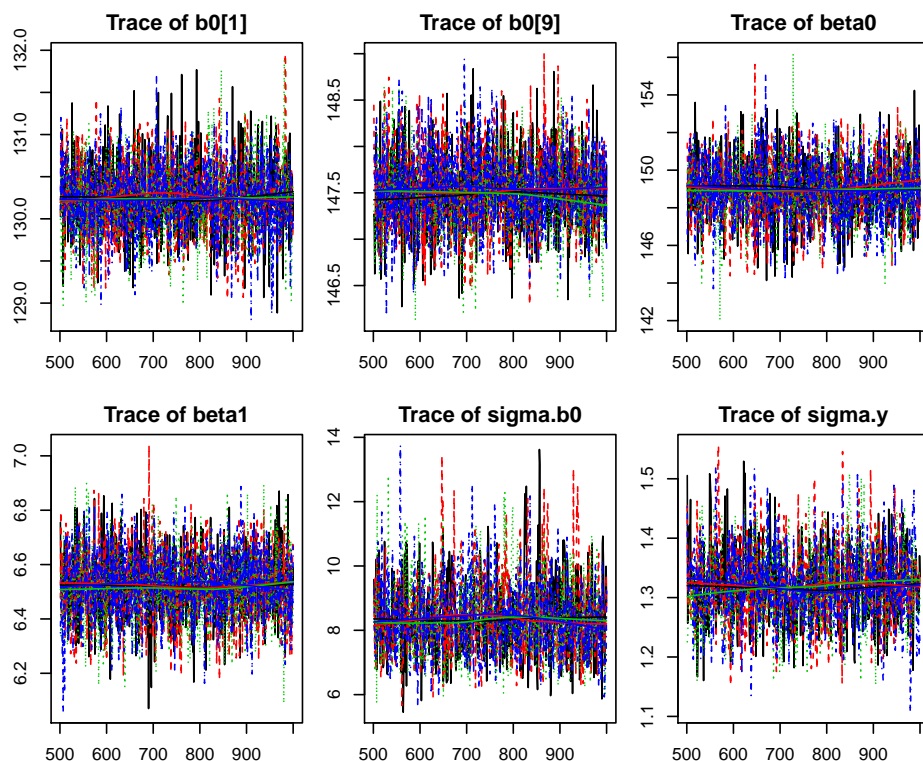 Trace of b0[1]
132.0
131.0
130.0
129.0
500 600 700 800 900
Trace of b0[9]
148.5
147.5
146.5
500 600 700 800 900
Trace of beta0
154
150
146
142
500 600 700 800 900
Trace of beta1
7.0
6.8
6.6
6.4
6.2
500 600 700 800 900
Trace of sigma.b0
14
12
10
8
6
500 600 700 800 900
Trace of sigma.y
1.5
1.4
1.3
1.2
1.1
500 600 700 800 900